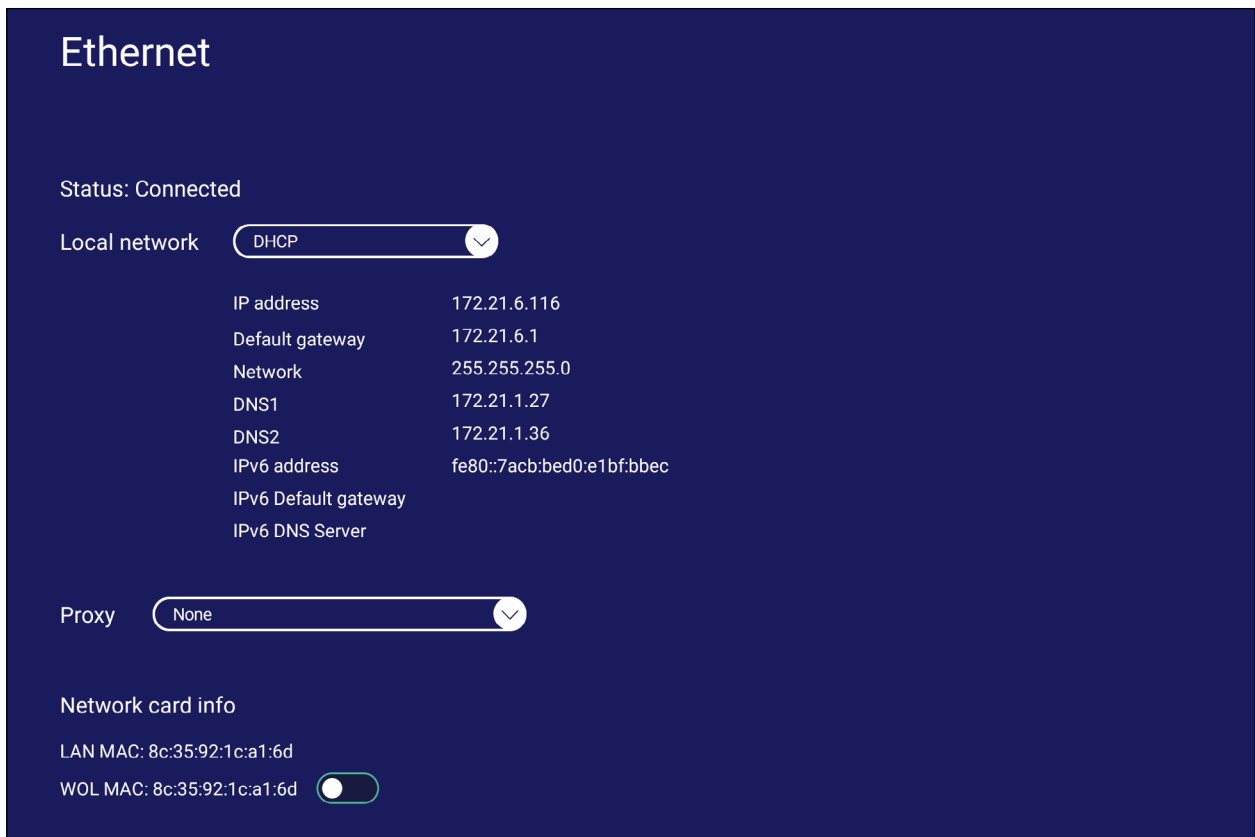 Ethernet
Status: Connected
Local network DHCP
IP address 172.21.6.116
Default gateway 172.21.6.1
Network 255.255.255.0
DNS1 172.21.1.27
DNS2 172.21.1.36
IPv6 address fe80::7acb:bed0:e1bf:bbec
IPv6 Default gateway
IPv6 DNS Server
Proxy None
Network card info
LAN MAC: 8c:35:92:1c:a1:6d
WOL MAC: 8c:35:92:1c:a1:6d